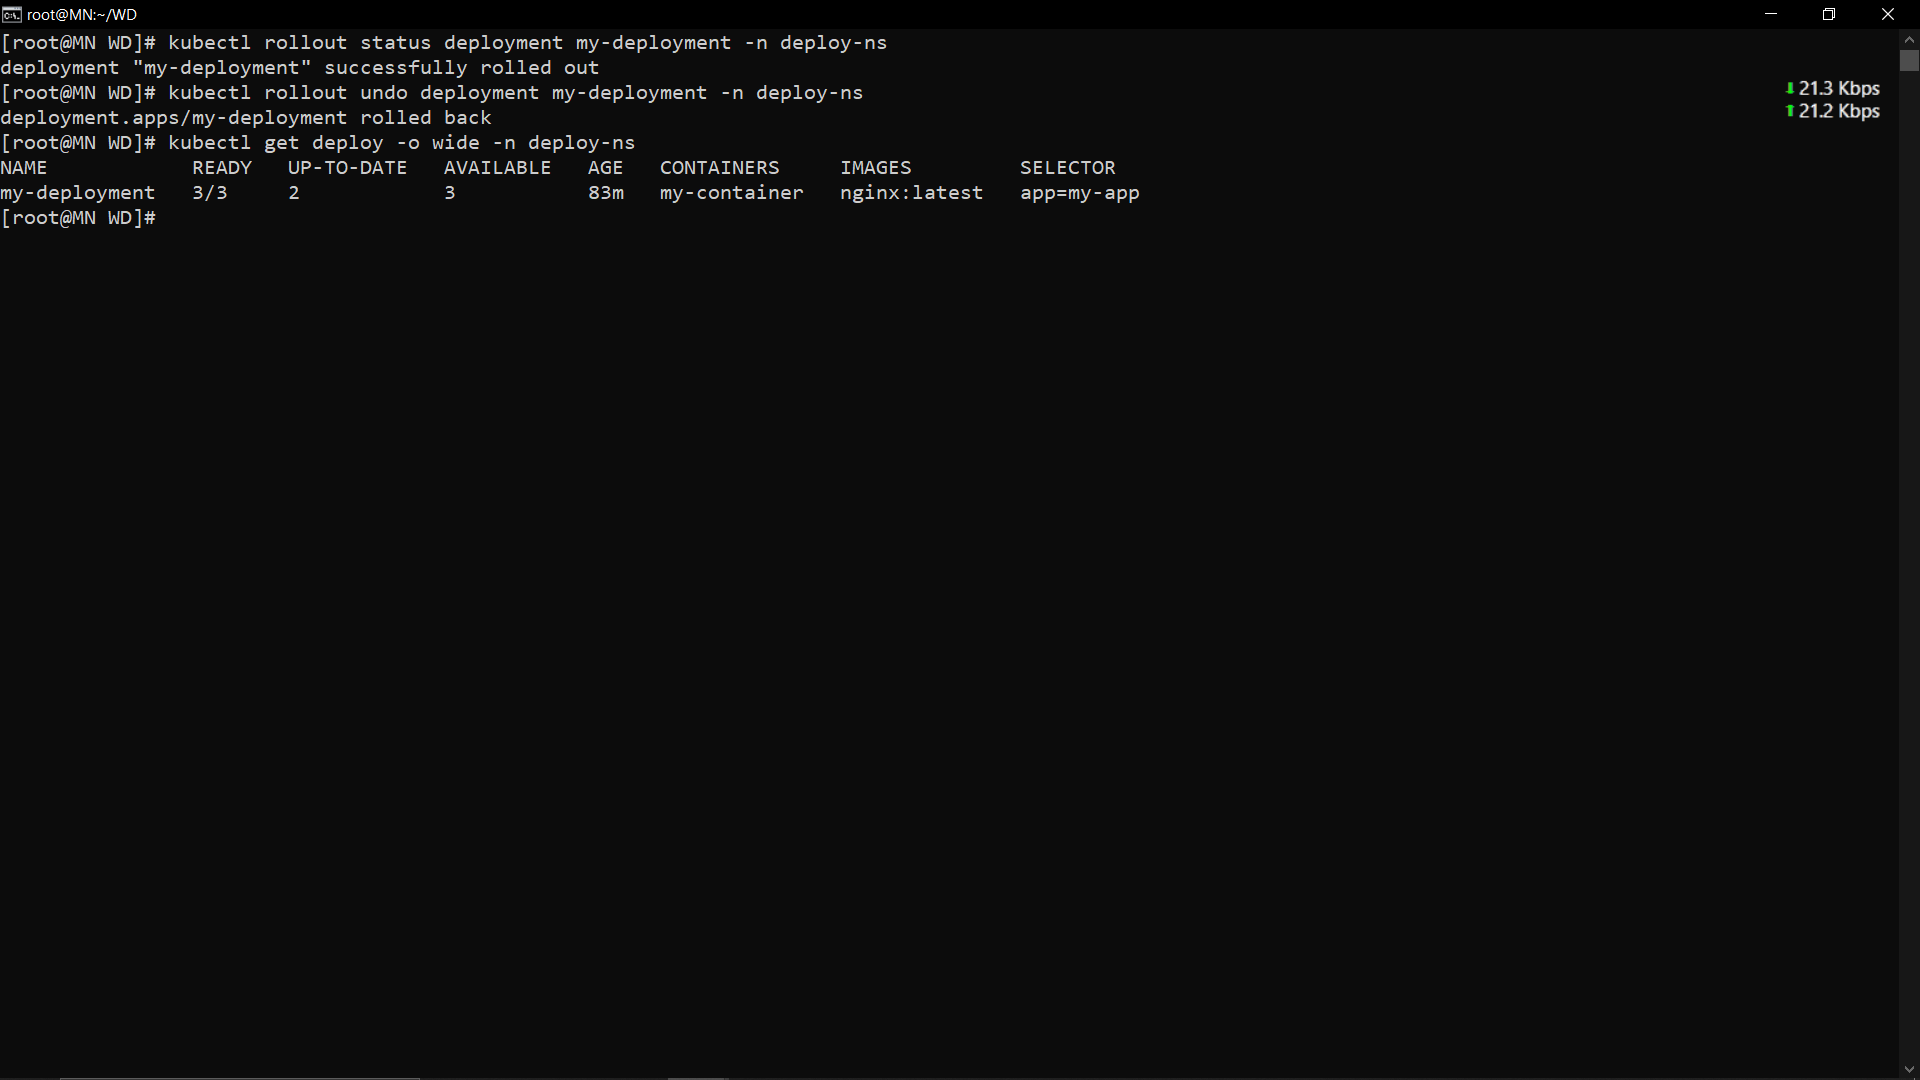 root@MN:~/WD
[root@MN WD]# kubectl rollout status deployment my-deployment -n deploy-ns
deployment "my-deployment" successfully rolled out
[root@MN WD]# kubectl rollout undo deployment my-deployment -n deploy-ns
deployment.apps/my-deployment rolled back
[root@MN WD]# kubectl get deploy -o wide -n deploy-ns
NAME            READY   UP-TO-DATE   AVAILABLE   AGE   CONTAINERS     IMAGES         SELECTOR
my-deployment   3/3     2            3           83m   my-container   nginx:latest   app=my-app
[root@MN WD]#
21.3 Kbps
21.2 Kbps